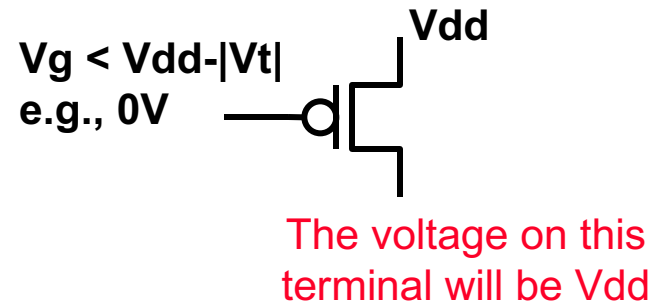 Vdd
Vg < Vdd-|Vt|
e.g., 0V
The voltage on this
terminal will be Vdd